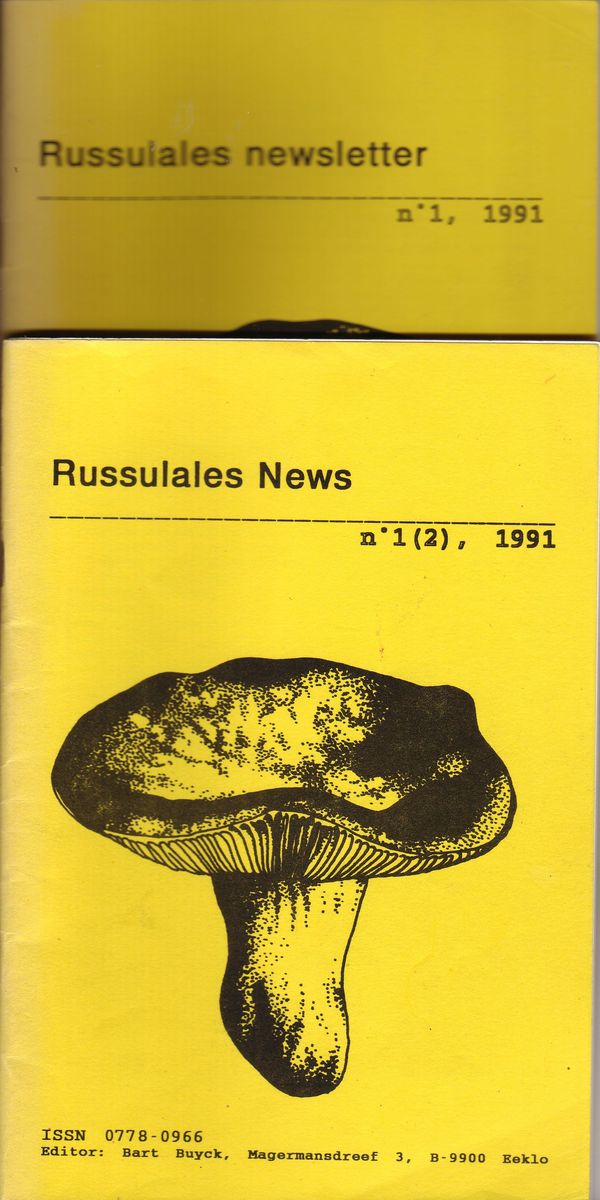 Russulales newsletter
n°1, 1991
Russulales News
n°1(2), 1991
ISSN 0778-0966
Editor: Bart Buyck, Magermansdreef 3, B-9900 Eeklo